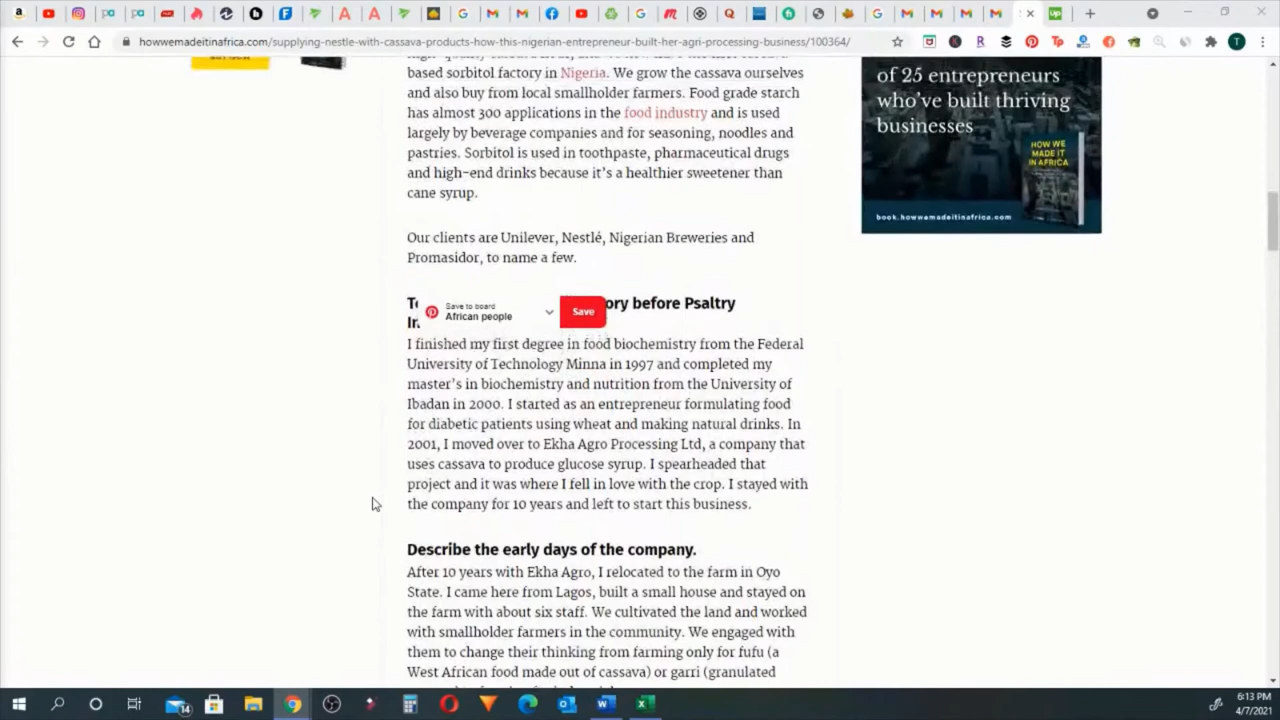 howwemadeitinafrica.com/supplying-nestle-with-cassava-products-how-this-nigerian-entrepreneur-built-her-agri-processing-business/100364/
based sorbitol factory in Nigeria. We grow the cassava ourselves
and also buy from local smallholder farmers. Food grade starch
has almost 300 applications in the food industry and is used
largely by beverage companies and for seasoning, noodles and
pastries. Sorbitol is used in toothpaste, pharmaceutical drugs
and high-end drinks because it's a healthier sweetener than
cane syrup.
Our clients are Unilever, Nestlé, Nigerian Breweries and
Promasidor, to name a few.
ory before Psaltry
Save to board
African people
Save
I finished my first degree in food biochemistry from the Federal
University of Technology Minna in 1997 and completed my
master's in biochemistry and nutrition from the University of
Ibadan in 2000. I started as an entrepreneur formulating food
for diabetic patients using wheat and making natural drinks. In
2001, I moved over to Ekha Agro Processing Ltd, a company that
uses cassava to produce glucose syrup. I spearheaded that
project and it was where I fell in love with the crop. I stayed with
the company for 10 years and left to start this business.
Describe the early days of the company.
After 10 years with Ekha Agro, I relocated to the farm in Oyo
State. I came here from Lagos, built a small house and stayed on
the farm with about six staff. We cultivated the land and worked
with smallholder farmers in the community. We engaged with
them to change their thinking from farming only for fufu (a
West African food made out of cassava) or garri (granulated
of 25 entrepreneurs
who've built thriving
businesses
HOW WE
MADE IT
IN AFRICA
book.howwemadeitinafrica.com
14
6:13 PM
4/7/2021